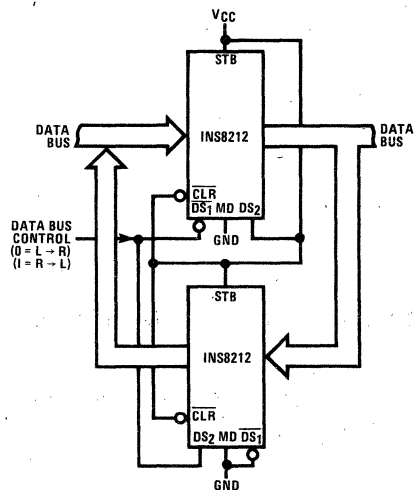 VCC
STB
DATA
BUS
INS8212
DATA
BUS
CLR
DS1 MD DS2
GND
DATA BUS
CONTROL
(0 = L → R)
(I = R → L)
STB
INS8212
CLR
DS2 MD DS1
GND